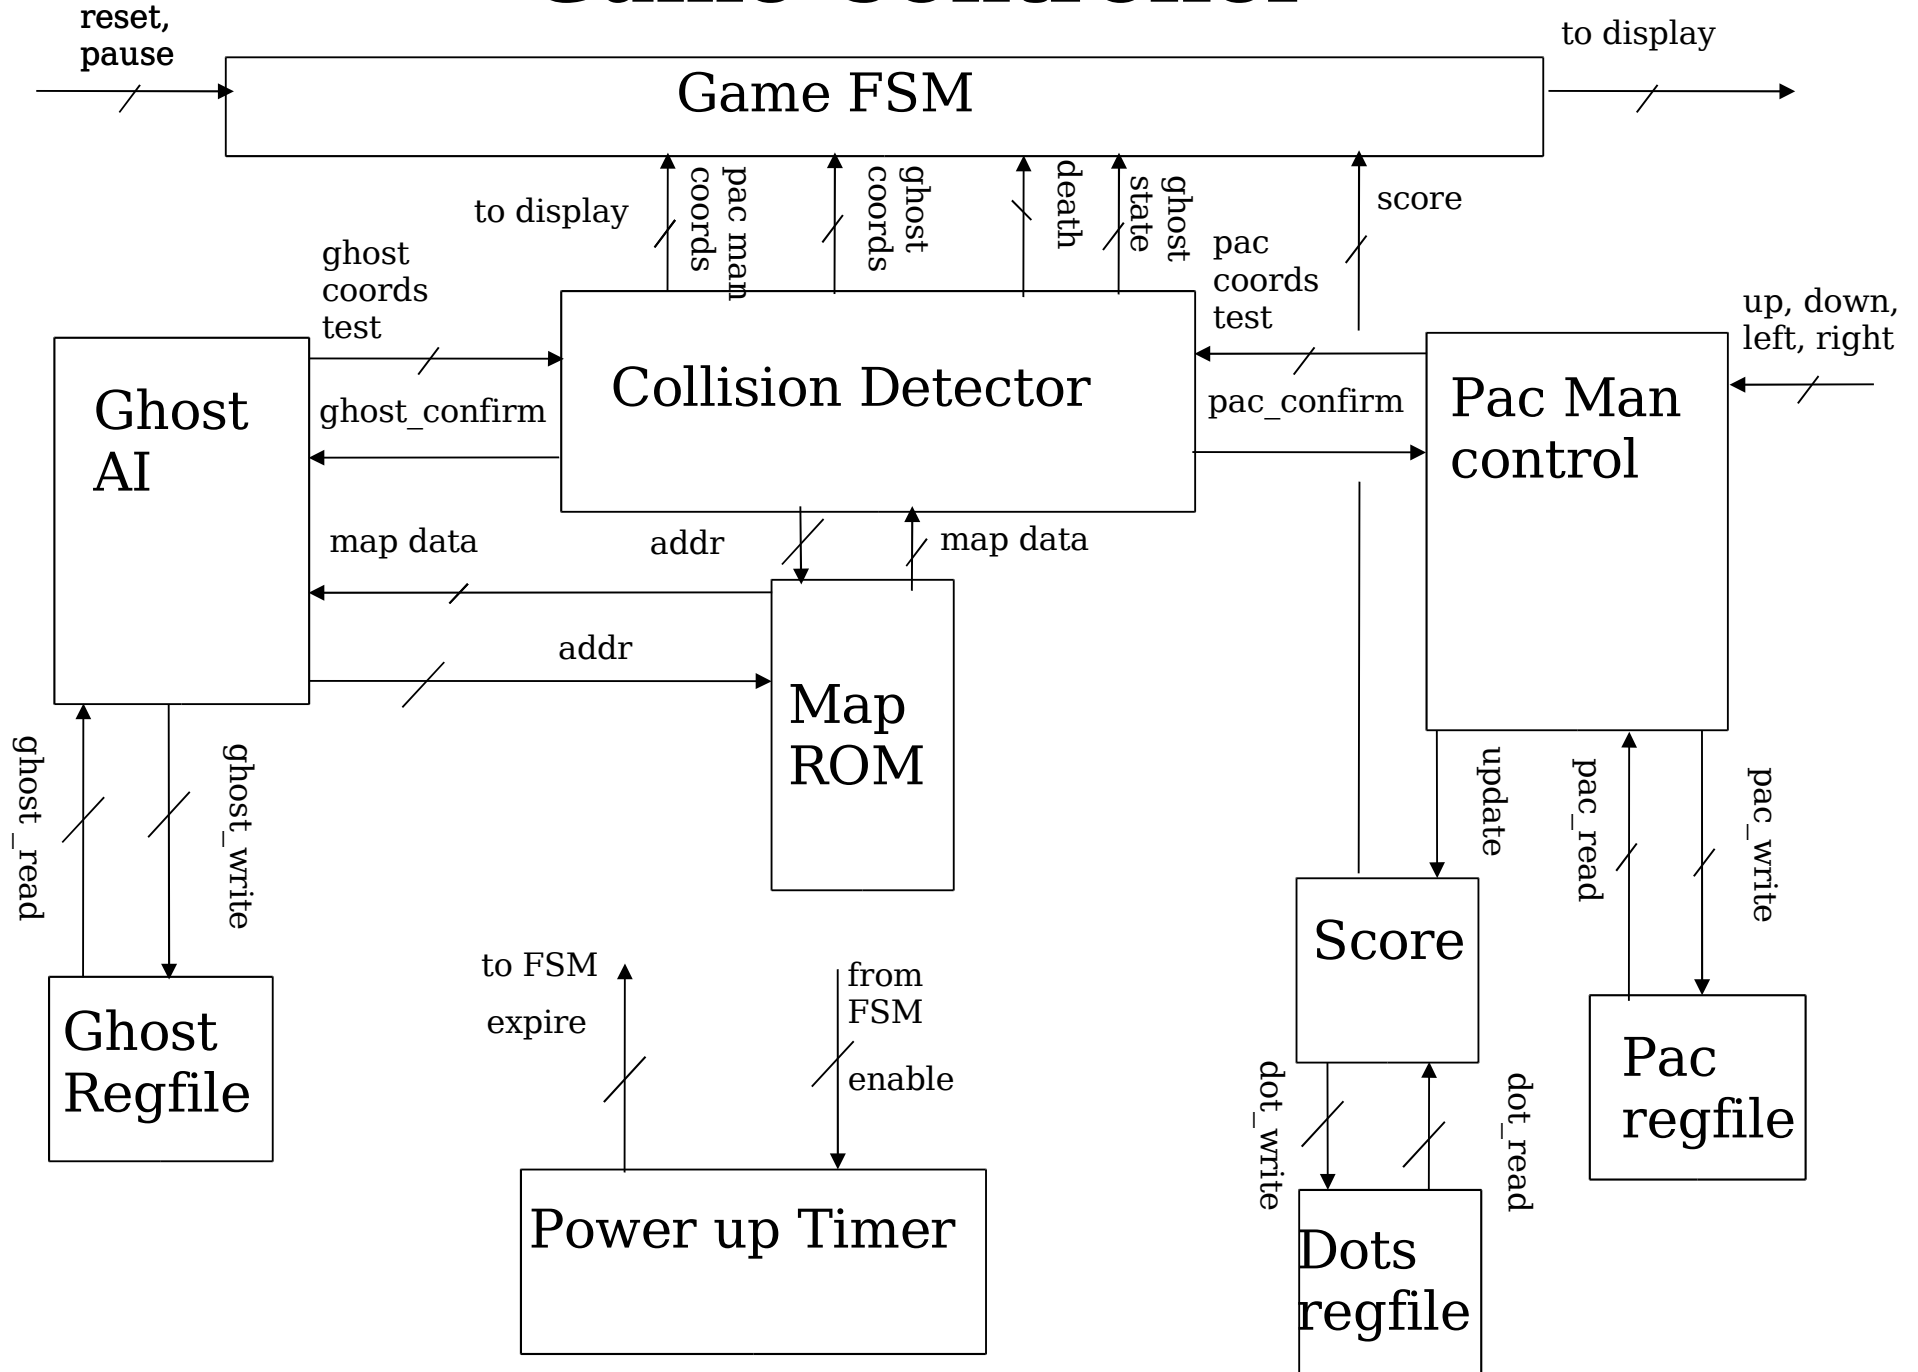 Game Controller
reset,
pause
to display
Game FSM
to display
pac man
coords
ghost
coords
death
ghost
state
score
ghost
coords
test
pac
coords
test
up, down,
left, right
Ghost
AI
ghost_confirm
Collision Detector
pac_confirm
Pac Man
control
map data
addr
map data
addr
Map
ROM
ghost_read
ghost_write
update
pac_read
pac_write
Score
to FSM
expire
from
FSM
enable
Ghost
Regfile
Pac
regfile
dot_write
dot_read
Power up Timer
Dots
regfile